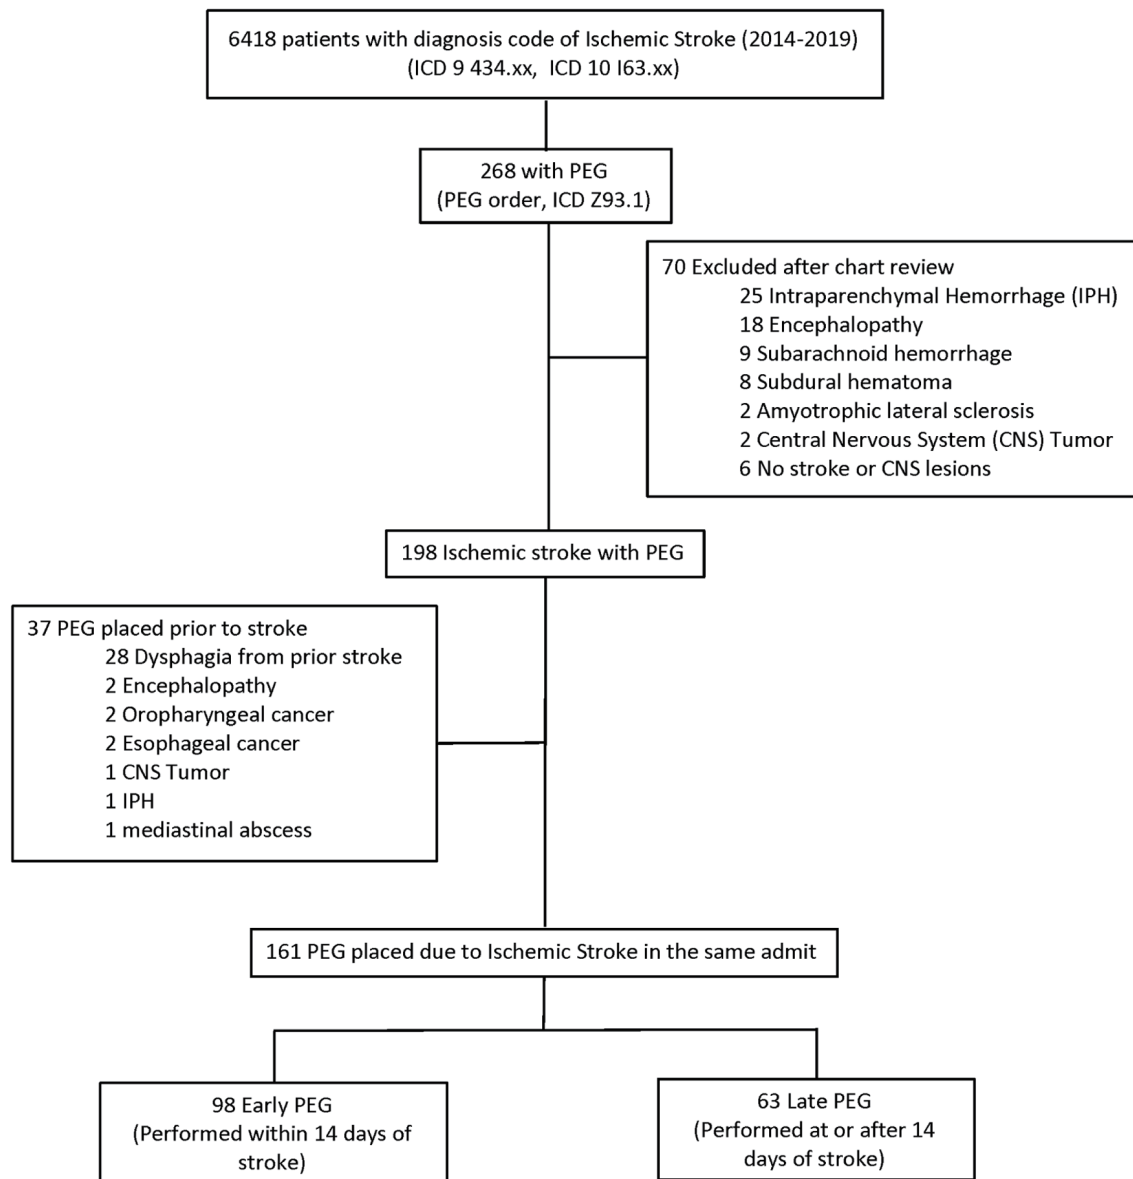 6418 patients with diagnosis code of Ischemic Stroke (2014-2019)
(ICD 9 434.xx, ICD 10 I63.xx)
268 with PEG
(PEG order, ICD Z93.1)
70 Excluded after chart review
25 Intraparenchymal Hemorrhage (IPH)
18 Encephalopathy
9 Subarachnoid hemorrhage
8 Subdural hematoma
2 Amyotrophic lateral sclerosis
2 Central Nervous System (CNS) Tumor
6 No stroke or CNS lesions
198 Ischemic stroke with PEG
37 PEG placed prior to stroke
28 Dysphagia from prior stroke
2 Encephalopathy
2 Oropharyngeal cancer
2 Esophageal cancer
1 CNS Tumor
1 IPH
1 mediastinal abscess
161 PEG placed due to Ischemic Stroke in the same admit
98 Early PEG
(Performed within 14 days of
stroke)
63 Late PEG
(Performed at or after 14
days of stroke)